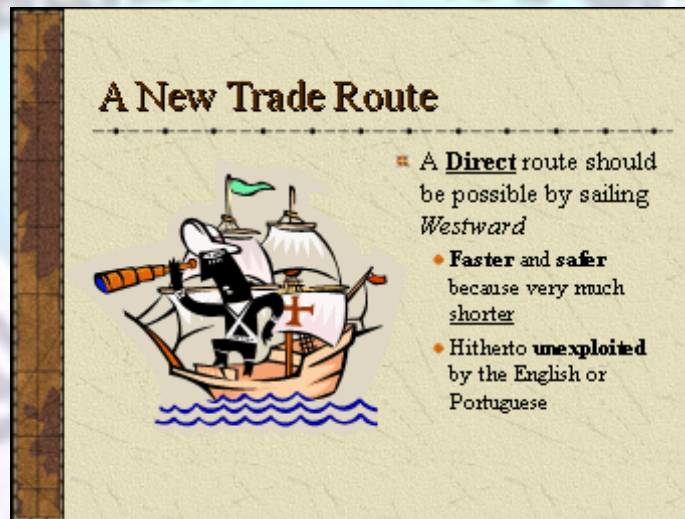 A New Trade Route
A Direct route should
be possible by sailing
Westward
Faster and safer
because very much
shorter
Hitherto unexploited
by the English or
Portuguese